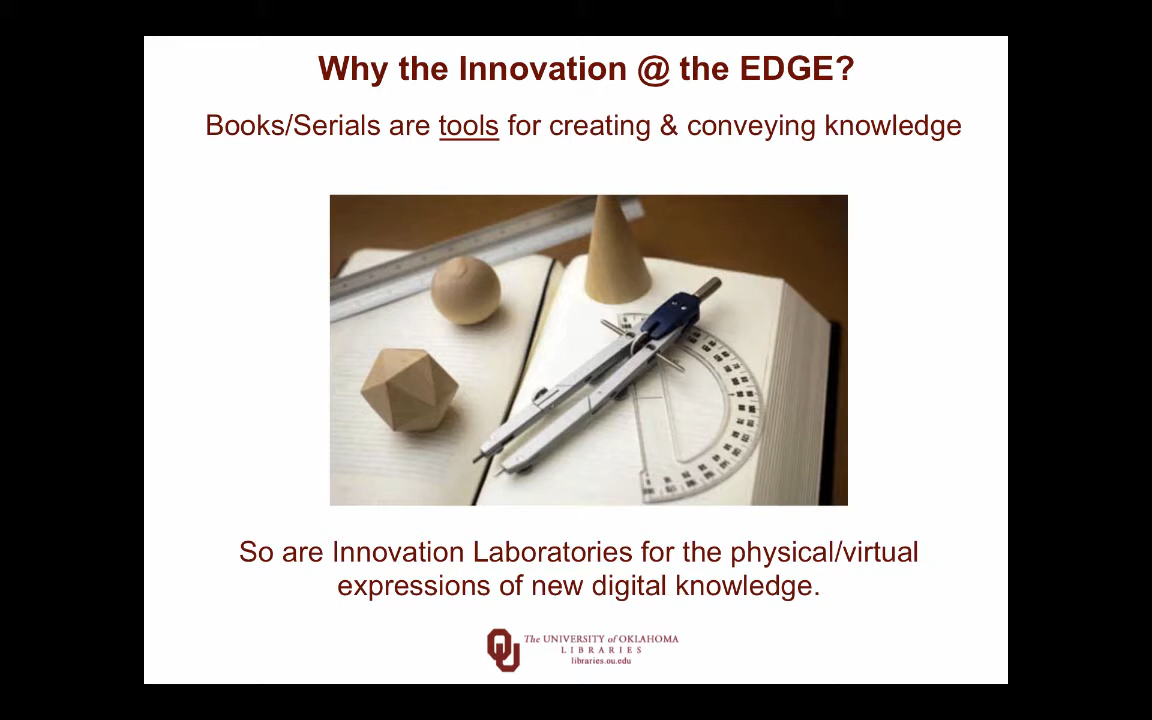 Why the Innovation @ the EDGE?
Books/Serials are tools for creating & conveying knowledge
So are Innovation Laboratories for the physical/virtual
expressions of new digital knowledge.
The UNIVERSITY of OKLAHOMA
LIBRARIES
libraries.ou.edu